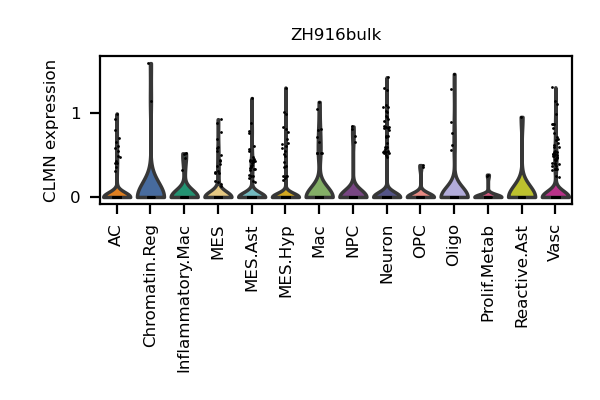 ZH916bulk
CLMN expression
1
0
AC
Chromatin.Reg
Inflammatory.Mac
MES
MES.Ast
MES.Hyp
Mac
NPC
Neuron
OPC
Oligo
Prolif.Metab
Reactive.Ast
Vasc